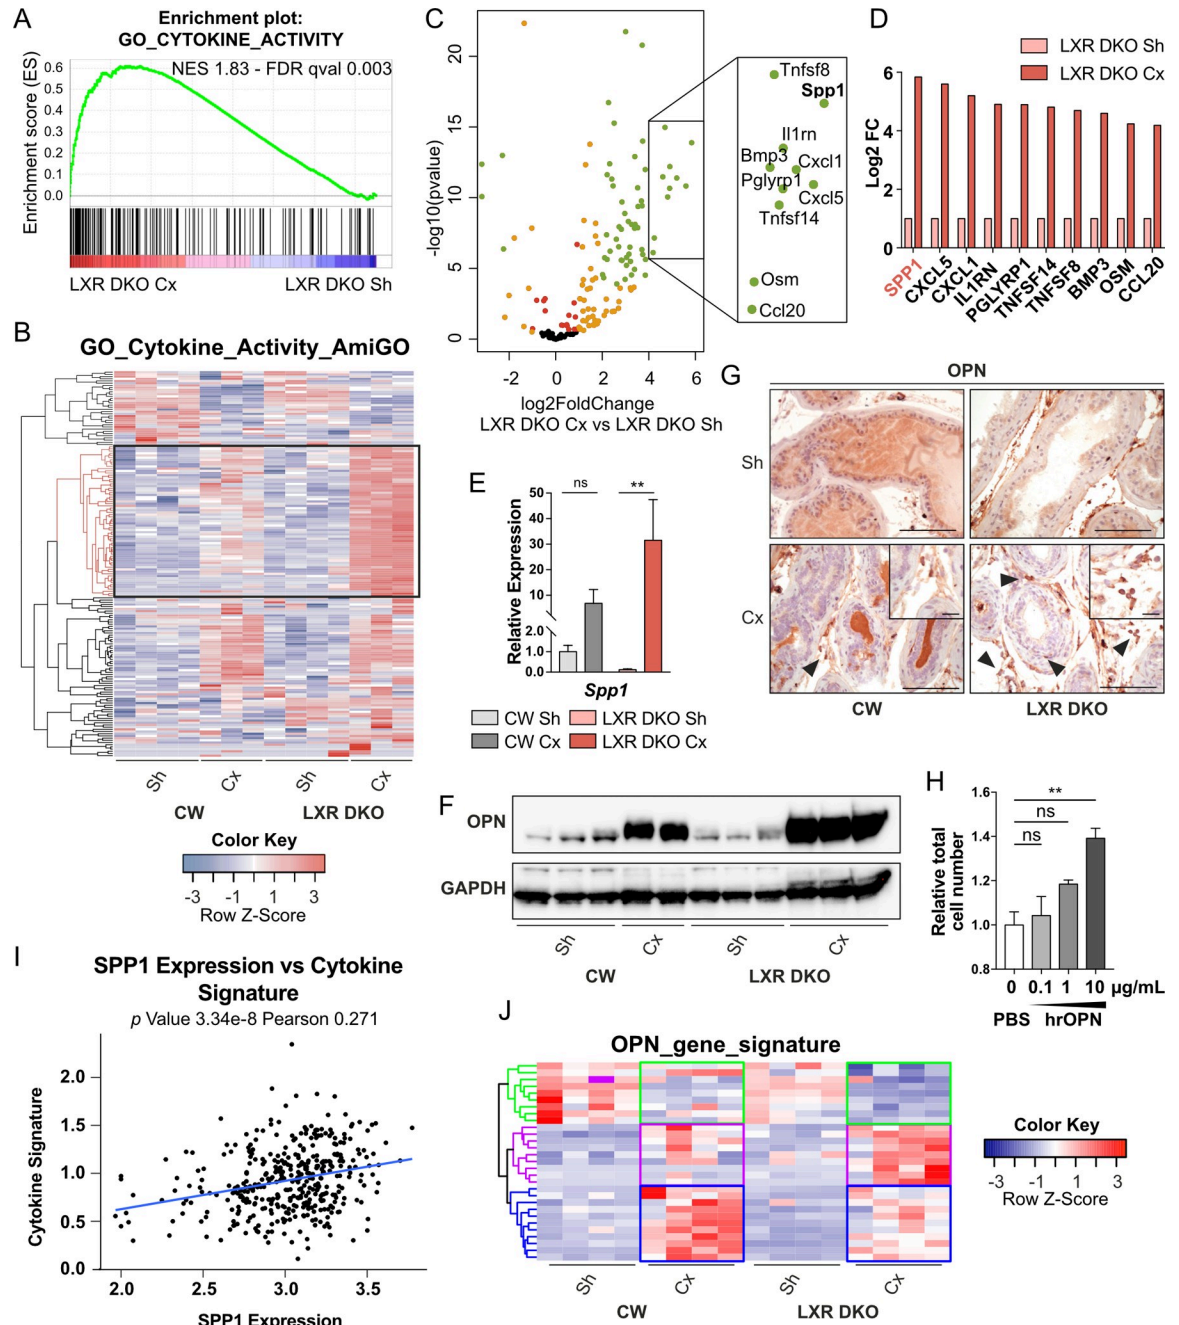 A
Enrichment plot:
GO_CYTOKINE_ACTIVITY
NES 1.83 - FDR qval 0.003
Enrichment score (ES)
0.6
0.5
0.4
0.3
0.2
0.1
0.0
LXR DKO Cx
LXR DKO Sh
B
GO_Cytokine_Activity_AmiGO
Sh
Cx
Sh
Cx
CW
LXR DKO
Color Key
-3
-1
1
3
Row Z-Score
C
-log10(pvalue)
20
15
10
5
0
-2
0
2
4
6
log2FoldChange
LXR DKO Cx vs LXR DKO Sh
Tnfsf8
Spp1
Il1rn
Bmp3
Cxcl1
Pglyrp1
Cxcl5
Tnfsf14
Osm
Ccl20
D
LXR DKO Sh
LXR DKO Cx
Log2 FC
6
4
2
0
SPP1
CXCL5
CXCL1
IL1RN
PGLYRP1
TNFSF14
TNFSF8
BMP3
OSM
CCL20
E
ns
**
Relative Expression
50
40
30
20
10
2.0
1.0
0.0
Spp1
CW Sh
LXR DKO Sh
CW Cx
LXR DKO Cx
F
OPN
GAPDH
Sh
Cx
Sh
Cx
CW
LXR DKO
G
OPN
Sh
Cx
CW
LXR DKO
H
**
ns
ns
Relative total
cell number
1.6
1.4
1.2
1.0
0.8
0
0.1
1
10
µg/mL
PBS
hrOPN
I
SPP1 Expression vs Cytokine
Signature
p Value 3.34e-8 Pearson 0.271
Cytokine Signature
2.0
1.5
1.0
0.5
0.0
2.0
2.5
3.0
3.5
SPP1 Expression
J
OPN_gene_signature
Sh
Cx
Sh
Cx
CW
LXR DKO
Color Key
-3
-1
1
3
Row Z-Score